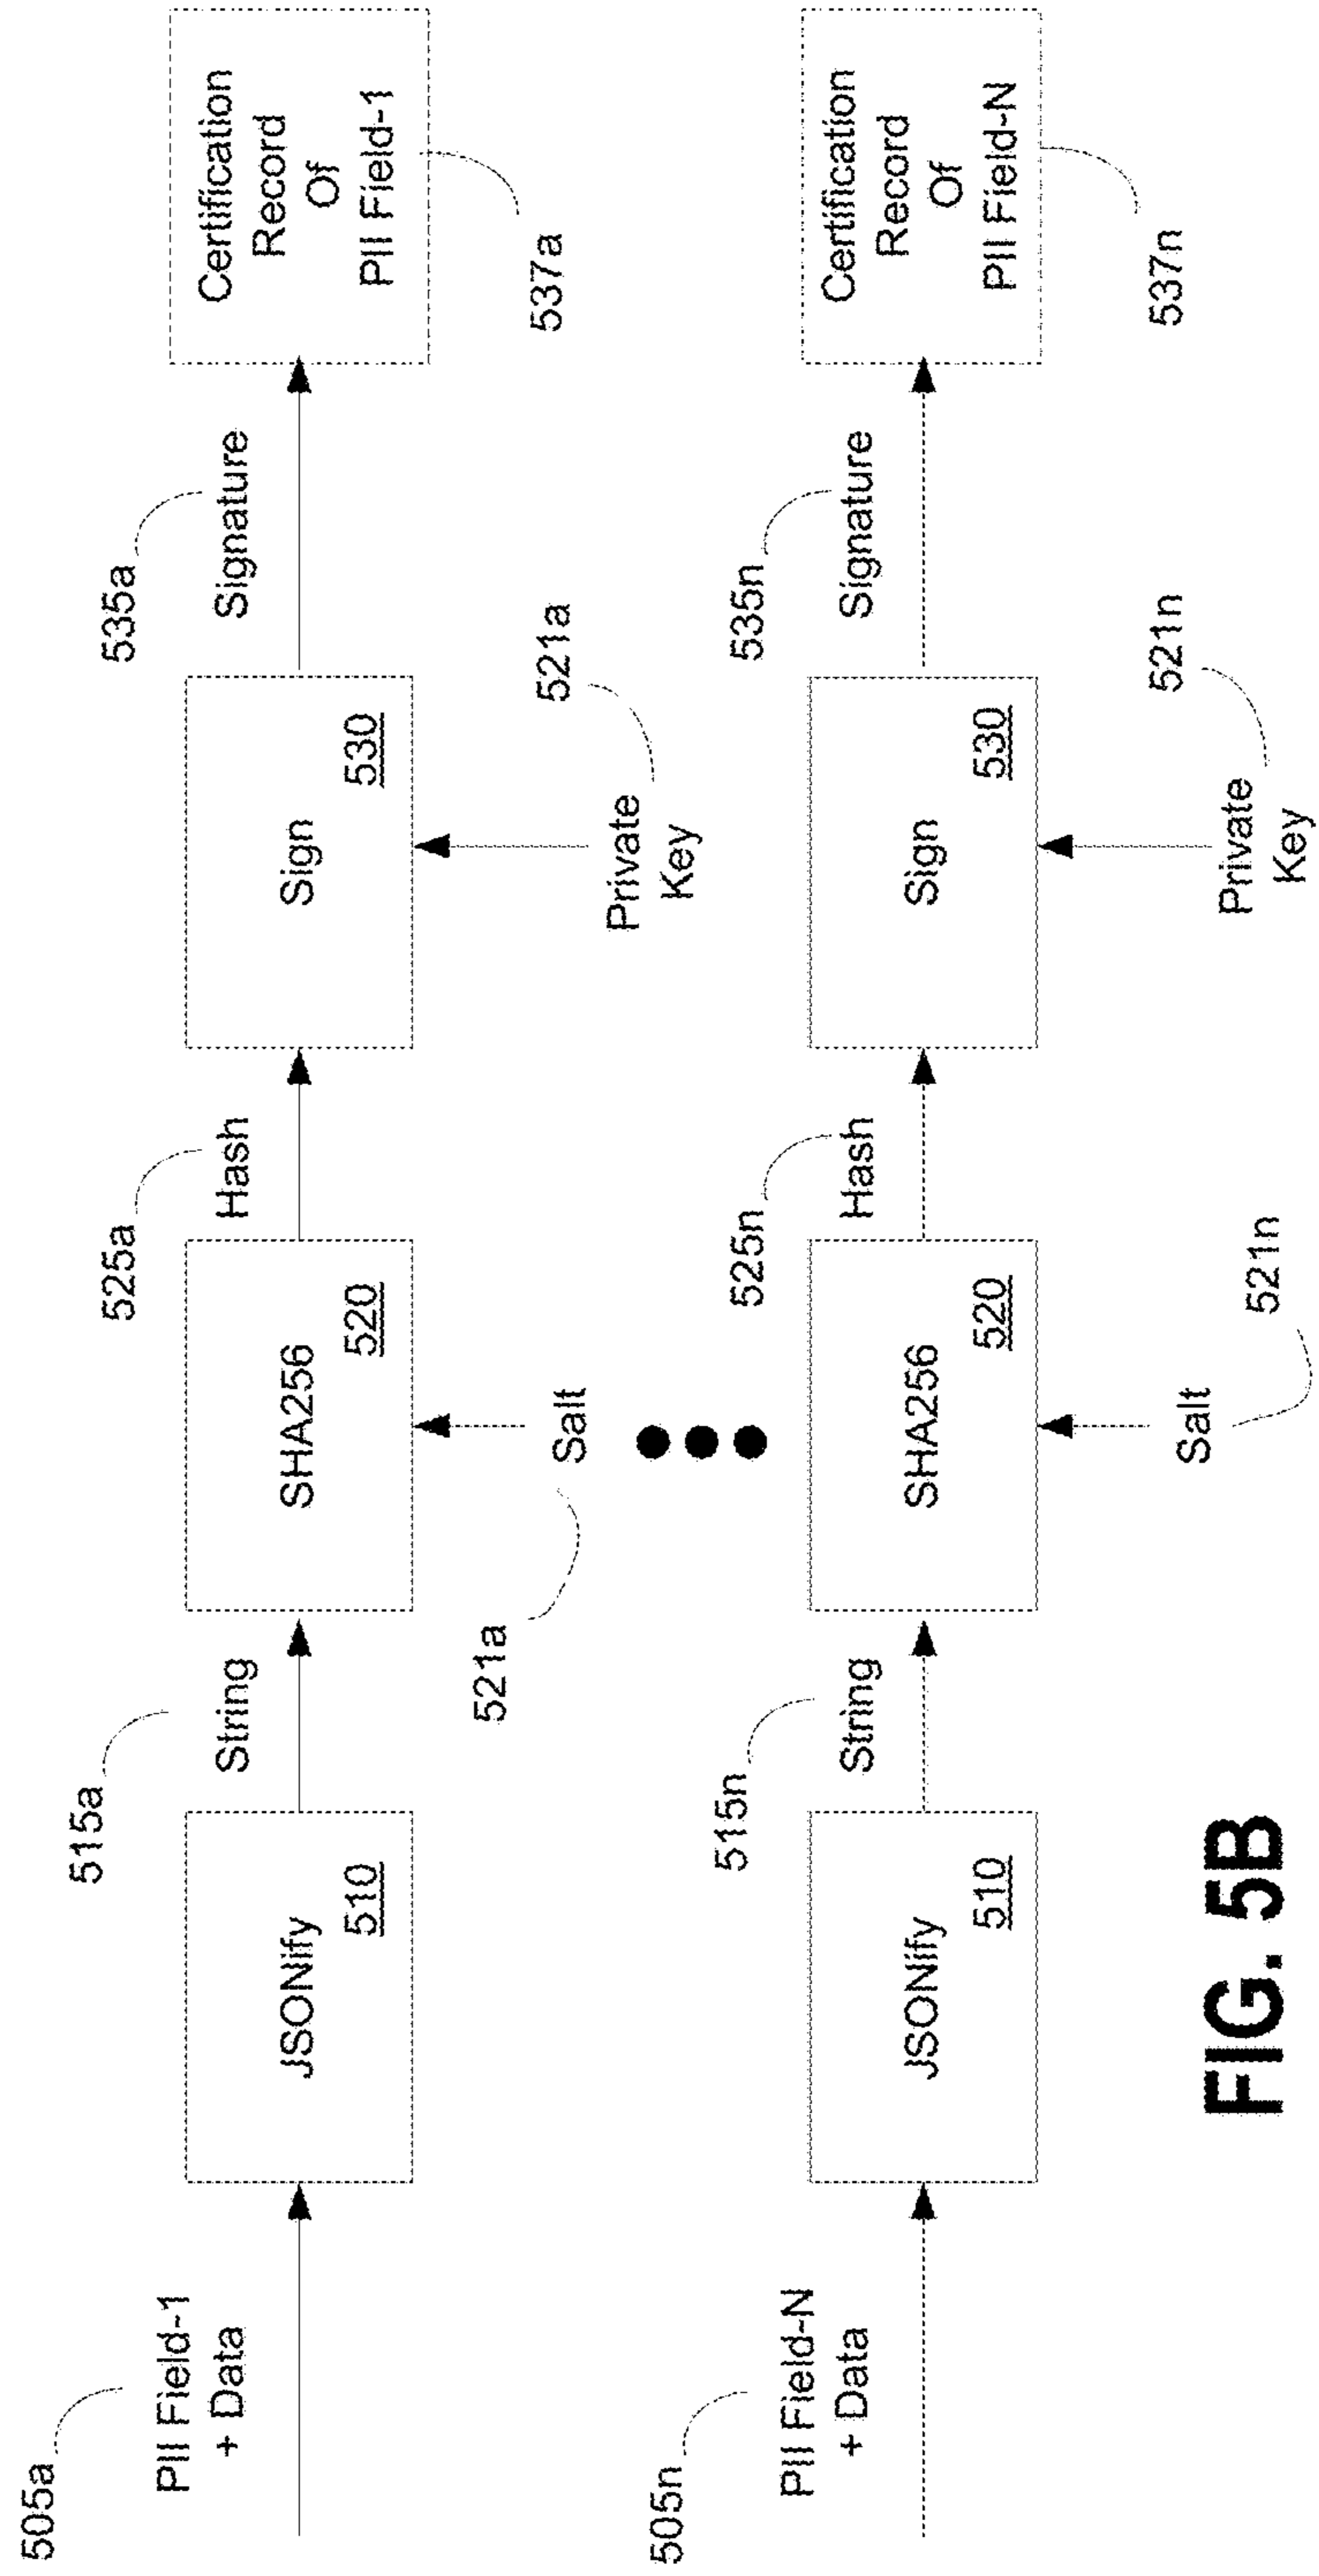 505a
PII Field-1
+ Data
JSONify
510
515a
String
SHA256
520
521a
Salt
525a
Hash
Sign
530
521a
Private
Key
535a
Signature
Certification
Record
Of
PII Field-1
537a
505n
PII Field-N
+ Data
JSONify
510
515n
String
SHA256
520
Salt
521n
525n
Hash
Sign
530
Private
Key
521n
535n
Signature
Certification
Record
Of
PII Field-N
537n
FIG. 5B